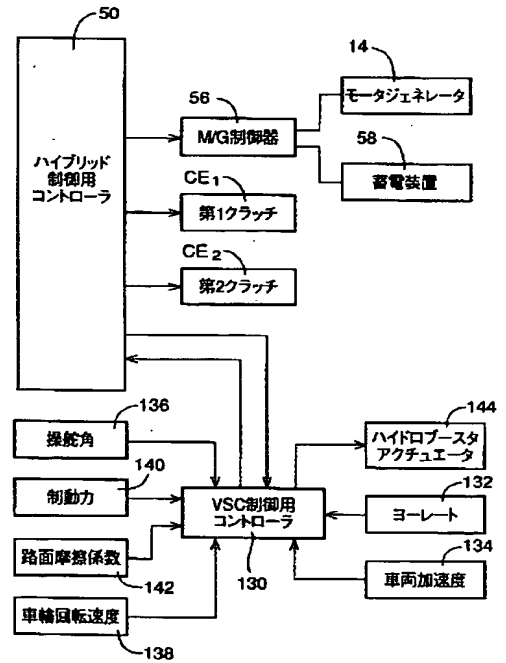 50
14
モータジェネレータ
56
M/G制御器
58
蓄電装置
ハイブリッド
制御用
コントローラ
CE1
第1クラッチ
CE2
第2クラッチ
136
操舵角
144
ハイドロブースタ
アクチュエータ
140
制動力
VSC制御用
コントローラ
130
132
ヨーレート
路面摩擦係数
142
134
車両加速度
車輪回転速度
138